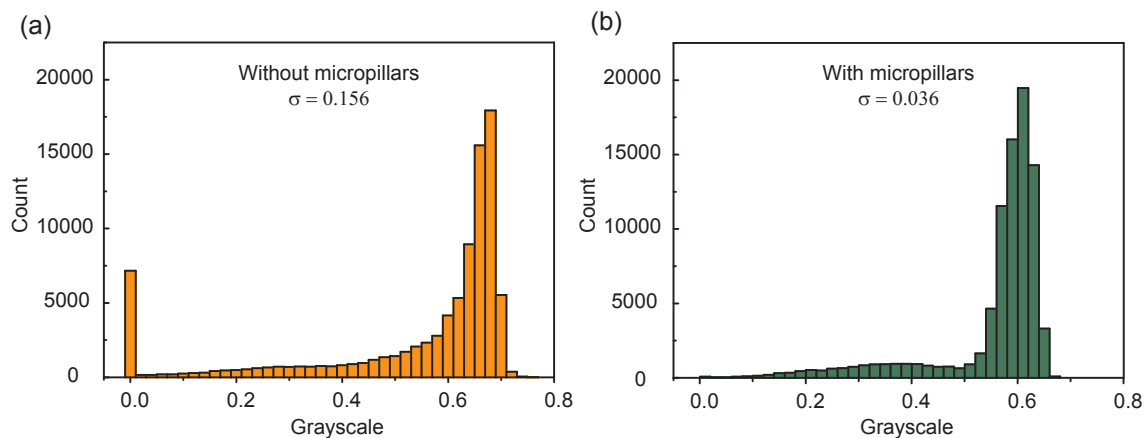 (a)
Without micropillars
σ = 0.156
20000
15000
10000
5000
0
Count
0.0 0.2 0.4 0.6 0.8
Grayscale
(b)
With micropillars
σ = 0.036
20000
15000
10000
5000
0
Count
0.0 0.2 0.4 0.6 0.8
Grayscale